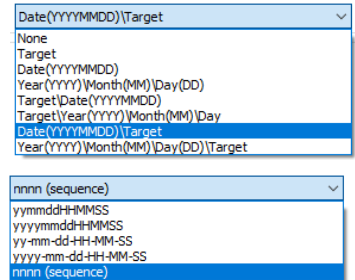 Date(YYYYMMDD)\Target
None
Target
Date(YYYYMMDD)
Year(YYYY)\Month(MM)\Day(DD)
Target\Date(YYYYMMDD)
Target\Year(YYYY)\Month(MM)\Day
Date(YYYYMMDD)\Target
Year(YYYY)\Month(MM)\Day(DD)\Target
nnnn (sequence)
yymmddHHMMSS
yyyymmddHHMMSS
yy-mm-dd-HH-MM-SS
yyyy-mm-dd-HH-MM-SS
nnnn (sequence)